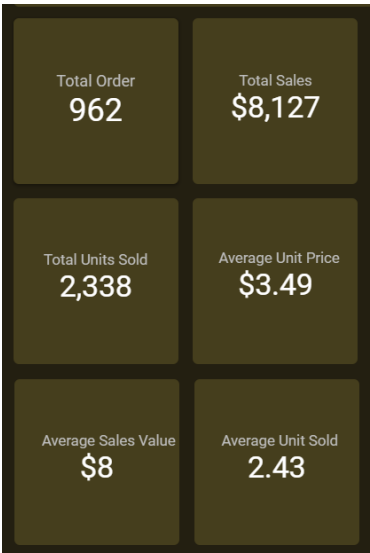 Total Order
962
Total Sales
$8,127
Total Units Sold
2,338
Average Unit Price
$3.49
Average Sales Value
$8
Average Unit Sold
2.43